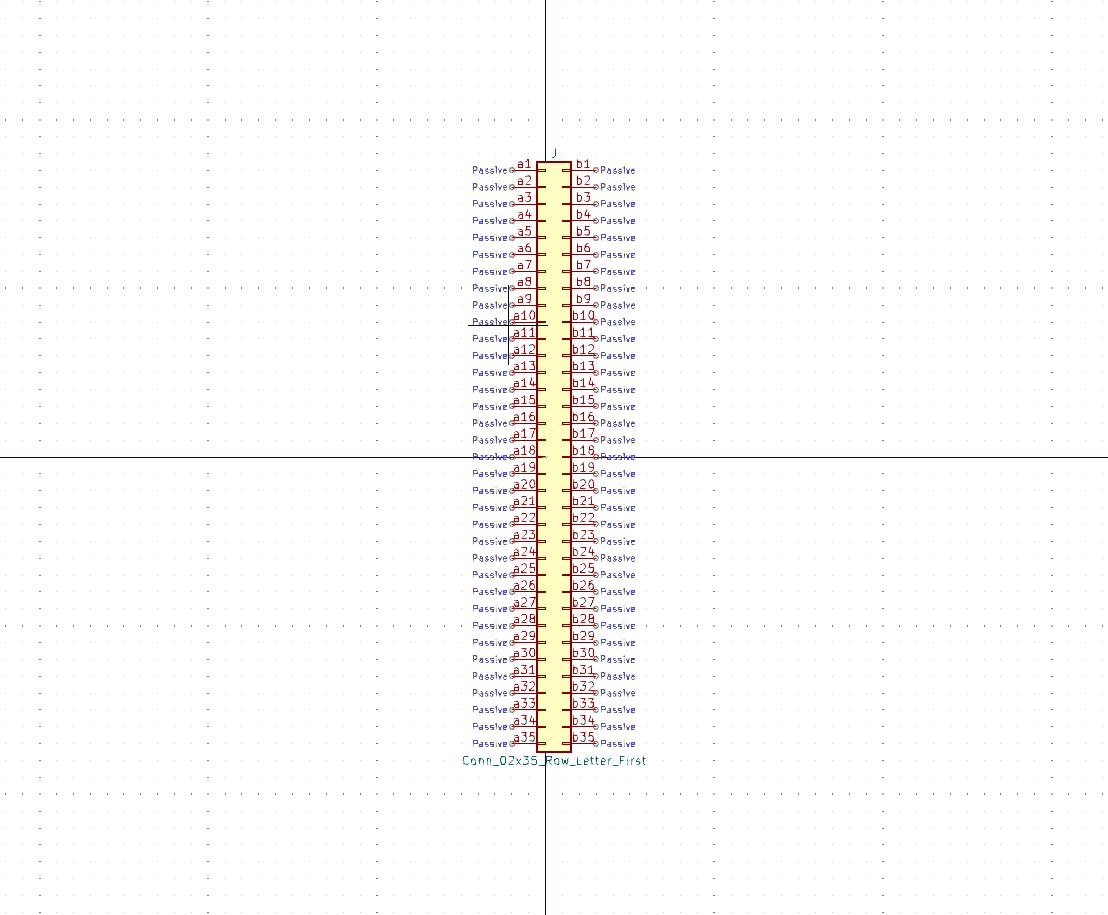 J
Passive a1 b1 Passive
Passive a2 b2 Passive
Passive a3 b3 Passive
Passive a4 b4 Passive
Passive a5 b5 Passive
Passive a6 b6 Passive
Passive a7 b7 Passive
Passive a8 b8 Passive
Passive a9 b9 Passive
Passive a10 b10 Passive
Passive a11 b11 Passive
Passive a12 b12 Passive
Passive a13 b13 Passive
Passive a14 b14 Passive
Passive a15 b15 Passive
Passive a16 b16 Passive
Passive a17 b17 Passive
Passive a18 b18 Passive
Passive a19 b19 Passive
Passive a20 b20 Passive
Passive a21 b21 Passive
Passive a22 b22 Passive
Passive a23 b23 Passive
Passive a24 b24 Passive
Passive a25 b25 Passive
Passive a26 b26 Passive
Passive a27 b27 Passive
Passive a28 b28 Passive
Passive a29 b29 Passive
Passive a30 b30 Passive
Passive a31 b31 Passive
Passive a32 b32 Passive
Passive a33 b33 Passive
Passive a34 b34 Passive
Passive a35 b35 Passive
Conn_02x35_Row_Letter_First